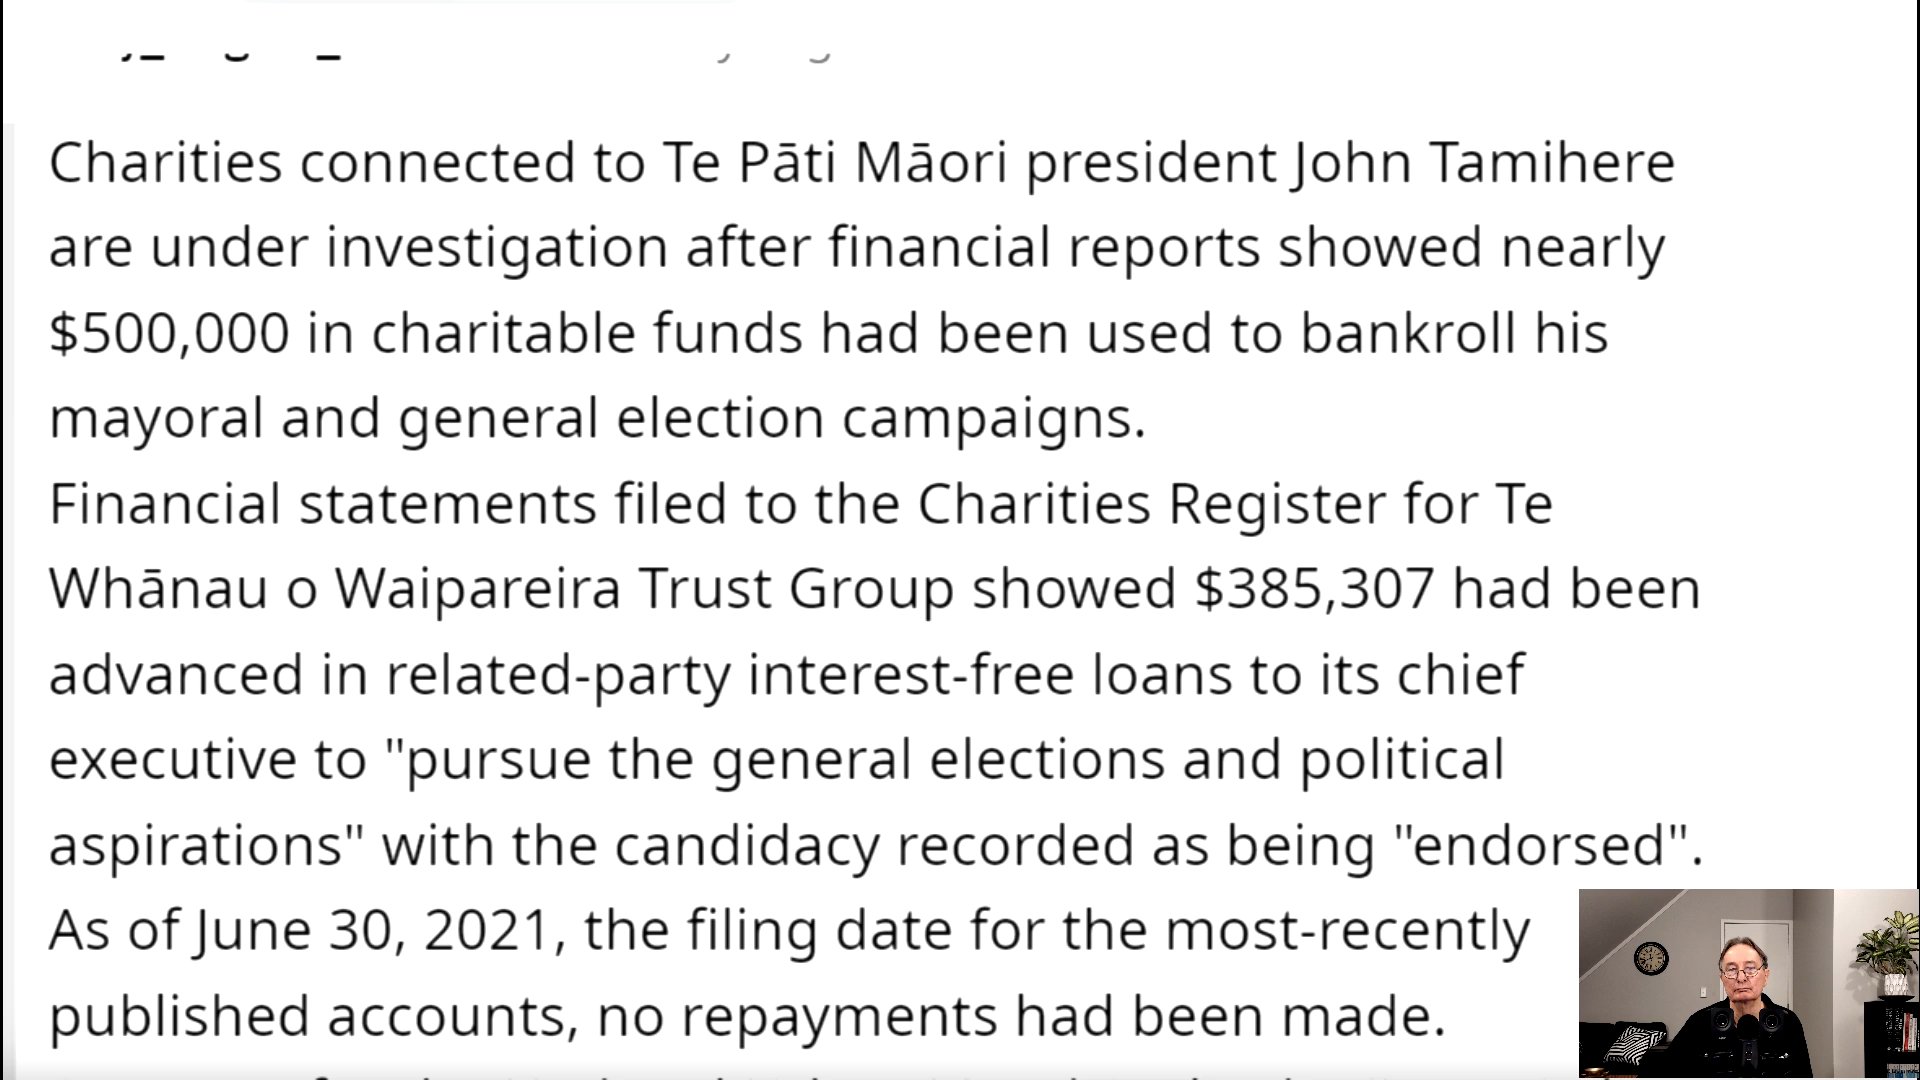 Charities connected to Te Pāti Māori president John Tamihere
are under investigation after financial reports showed nearly
$500,000 in charitable funds had been used to bankroll his
mayoral and general election campaigns.
Financial statements filed to the Charities Register for Te
Whānau o Waipareira Trust Group showed $385,307 had been
advanced in related-party interest-free loans to its chief
executive to "pursue the general elections and political
aspirations" with the candidacy recorded as being "endorsed".
As of June 30, 2021, the filing date for the most-recently
published accounts, no repayments had been made.